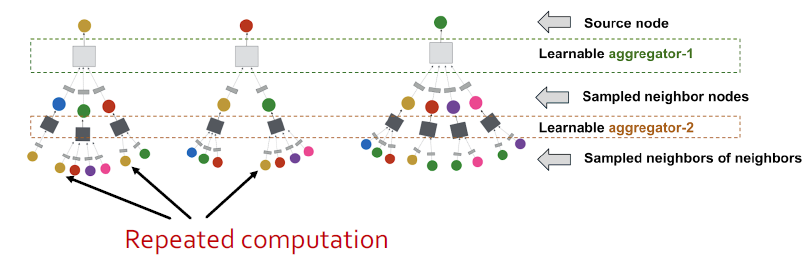 Source node
Learnable aggregator-1
Sampled neighbor nodes
Learnable aggregator-2
Sampled neighbors of neighbors
Repeated computation